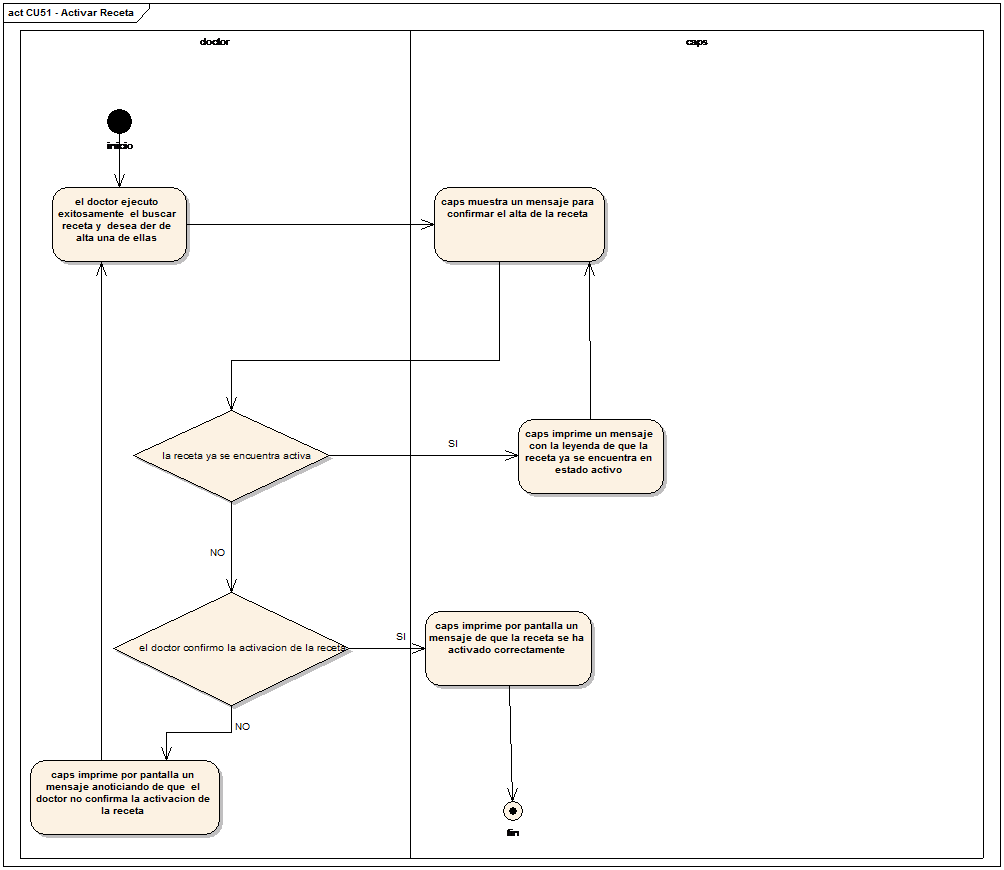 act CU51 - Activar Receta
doctor
caps
inicio
el doctor ejecuto
exitosamente el buscar
receta y desea der de
alta una de ellas
caps muestra un mensaje para
confirmar el alta de la receta
la receta ya se encuentra activa
SI
caps imprime un mensaje
con la leyenda de que la
receta ya se encuentra en
estado activo
NO
el doctor confirmo la activacion de la receta
SI
caps imprime por pantalla un
mensaje de que la receta se ha
activado correctamente
NO
caps imprime por pantalla un
mensaje anoticiando de que el
doctor no confirma la activacion de
la receta
fin